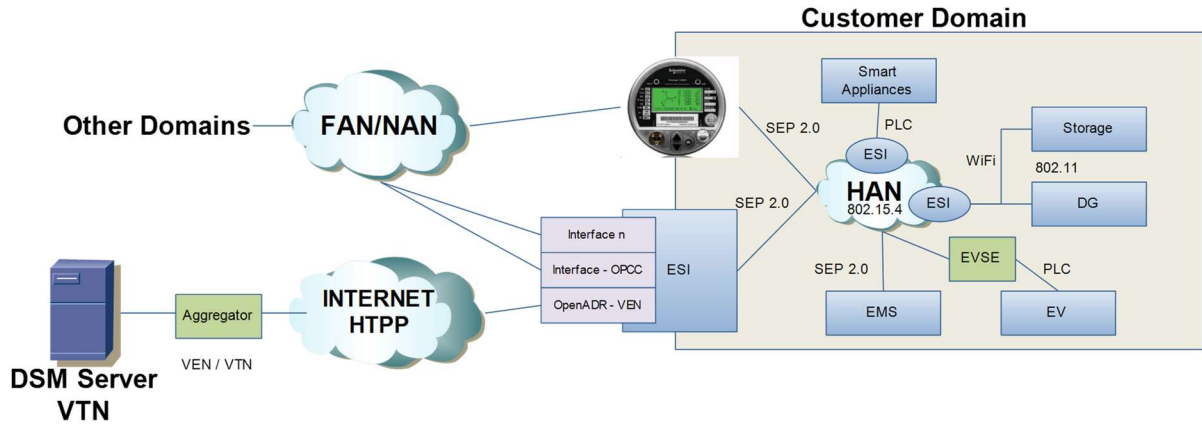 Customer Domain
Other Domains
FAN/NAN
Smart
Appliances
SEP 2.0
PLC
ESI
WiFi
Storage
802.11
HAN
802.15.4
ESI
DG
SEP 2.0
Interface n
Interface - OPCC
OpenADR - VEN
ESI
EVSE
SEP 2.0
PLC
EMS
EV
INTERNET
HTPP
Aggregator
VEN / VTN
DSM Server
VTN